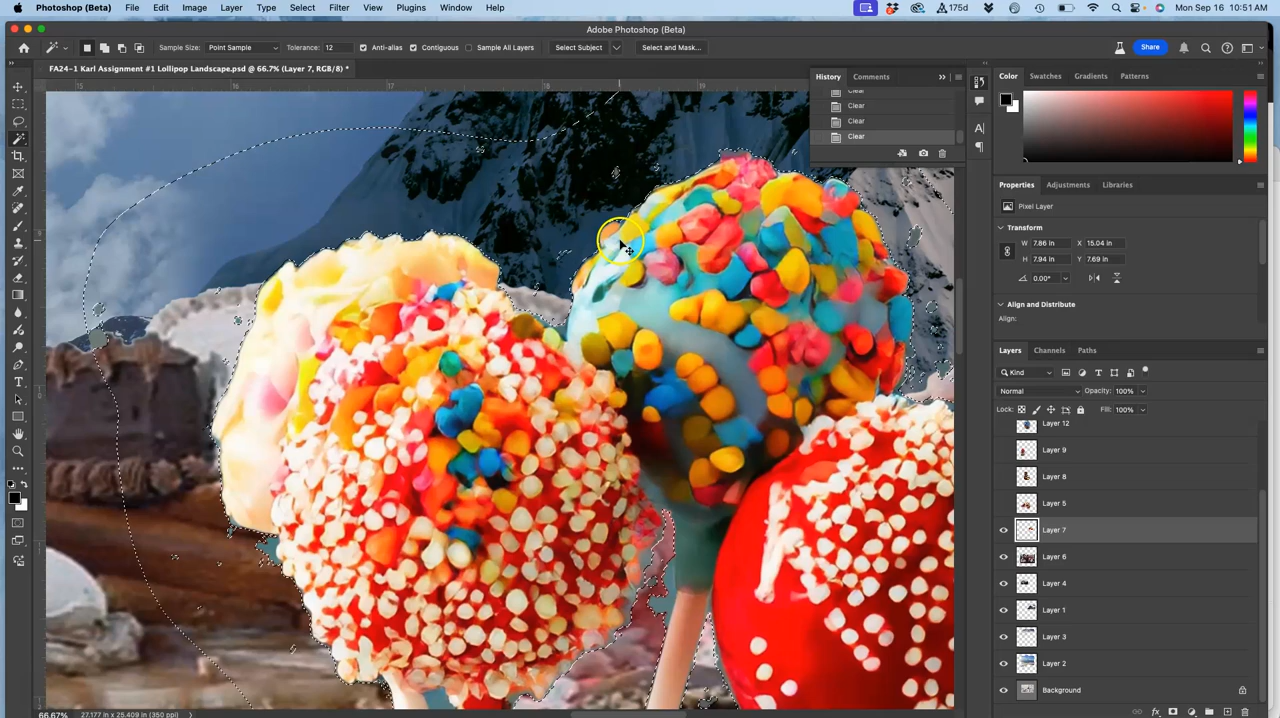 Photoshop (Beta) File Edit Image Layer Type Select Filter View Plugins Window Help 175d Mon Sep 16 10:51 AM
Adobe Photoshop (Beta)
Sample Size: Point Sample Tolerance: 12 Anti-alias Contiguous Sample All Layers Select Subject Select and Mask... Share
FA24-1 Karl Assignment #1 Lollipop Landscape.psd @ 66.7% (Layer 7, RGB/8) *
15 16 17 18 19
History Comments
Clear
Clear
Clear
Clear
Color Swatches Gradients Patterns
Properties Adjustments Libraries
Pixel Layer
Transform
W 7.86 in X 15.04 in
H 7.94 in Y 7.69 in
0.00°
Align and Distribute
Align:
Layers Channels Paths
Kind
Normal Opacity: 100%
Lock: Fill: 100%
Layer 12
Layer 9
Layer 8
Layer 5
Layer 7
Layer 6
Layer 4
Layer 1
Layer 3
Layer 2
Background
66.67% 27.177 in x 25.409 in (350 ppi)